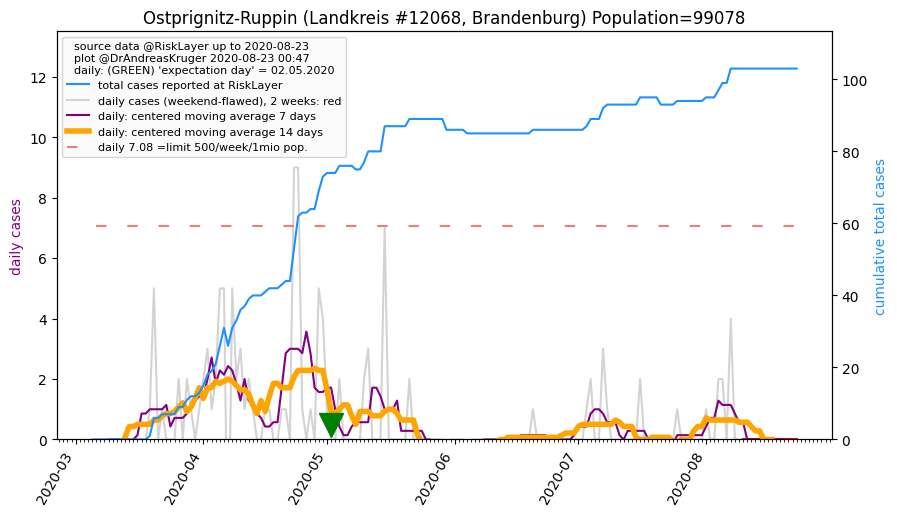 Ostprignitz-Ruppin (Landkreis #12068, Brandenburg) Population=99078
source data @RiskLayer up to 2020-08-23
plot @DrAndreasKruger 2020-08-23 00:47
daily: (GREEN) 'expectation day' = 02.05.2020
total cases reported at RiskLayer
daily cases (weekend-flawed), 2 weeks: red
daily: centered moving average 7 days
daily: centered moving average 14 days
daily 7.08 =limit 500/week/1mio pop.
daily cases
12
10
8
6
4
2
0
cumulative total cases
100
80
60
40
20
0
2020-03
2020-04
2020-05
2020-06
2020-07
2020-08